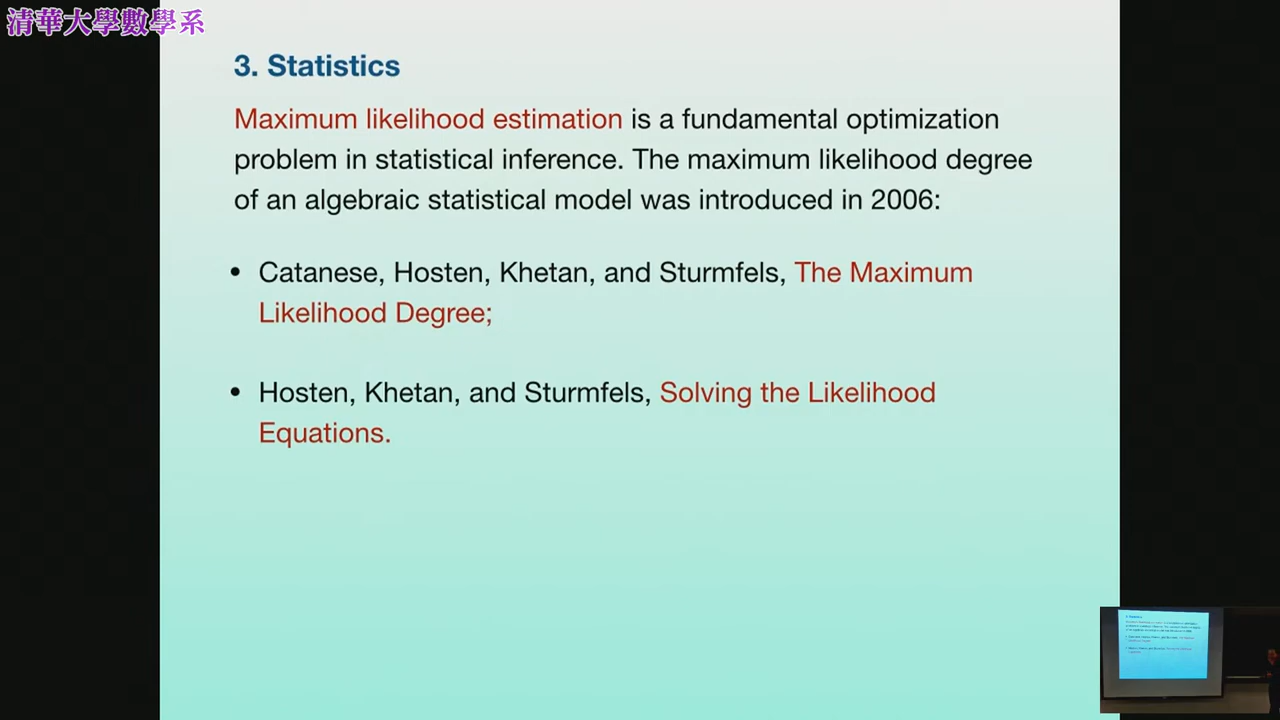 清華大學數學系
3. Statistics
Maximum likelihood estimation is a fundamental optimization
problem in statistical inference. The maximum likelihood degree
of an algebraic statistical model was introduced in 2006:
• Catanese, Hosten, Khetan, and Sturmfels, The Maximum
Likelihood Degree;
• Hosten, Khetan, and Sturmfels, Solving the Likelihood
Equations.